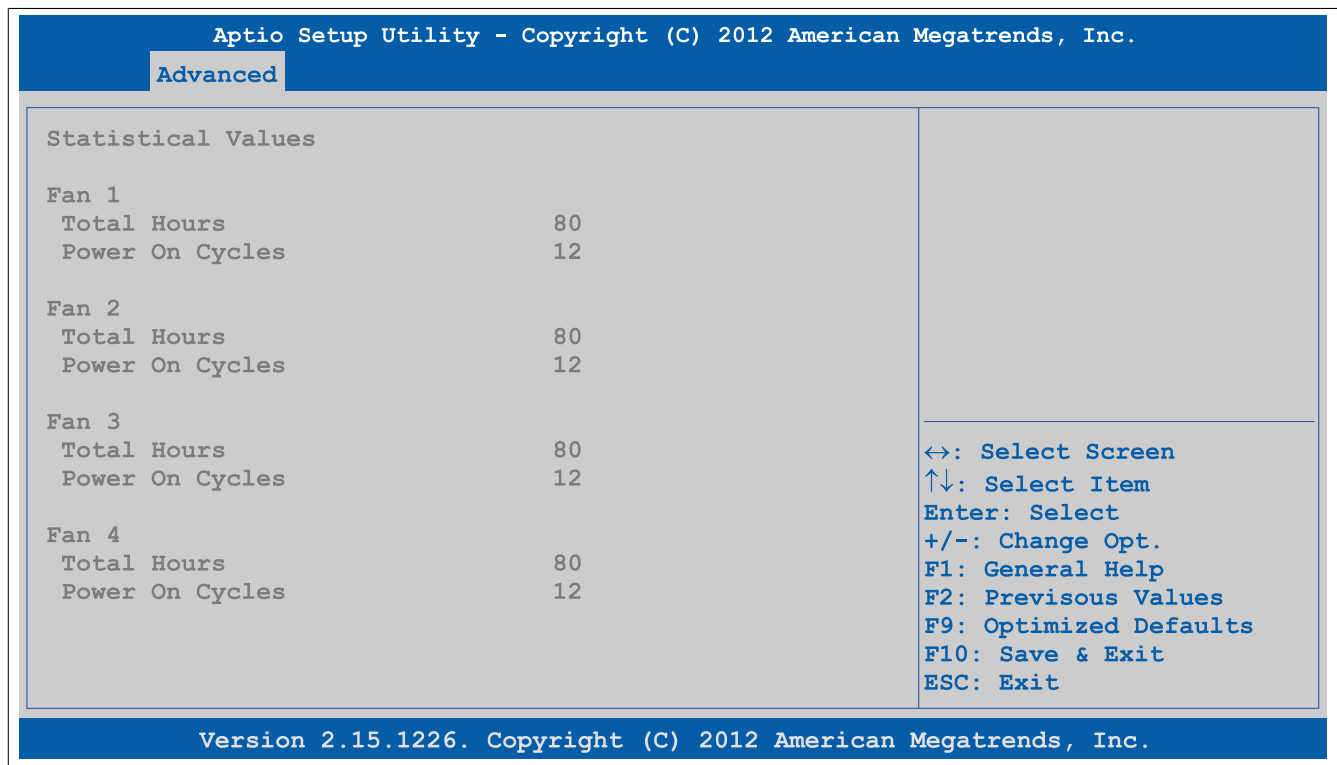 Aptio Setup Utility - Copyright (C) 2012 American Megatrends, Inc.
Advanced
Statistical Values
Fan 1
Total Hours 80
Power On Cycles 12
Fan 2
Total Hours 80
Power On Cycles 12
Fan 3
Total Hours 80
Power On Cycles 12
Fan 4
Total Hours 80
Power On Cycles 12
↔: Select Screen
↑↓: Select Item
Enter: Select
+/-: Change Opt.
F1: General Help
F2: Previsous Values
F9: Optimized Defaults
F10: Save & Exit
ESC: Exit
Version 2.15.1226. Copyright (C) 2012 American Megatrends, Inc.